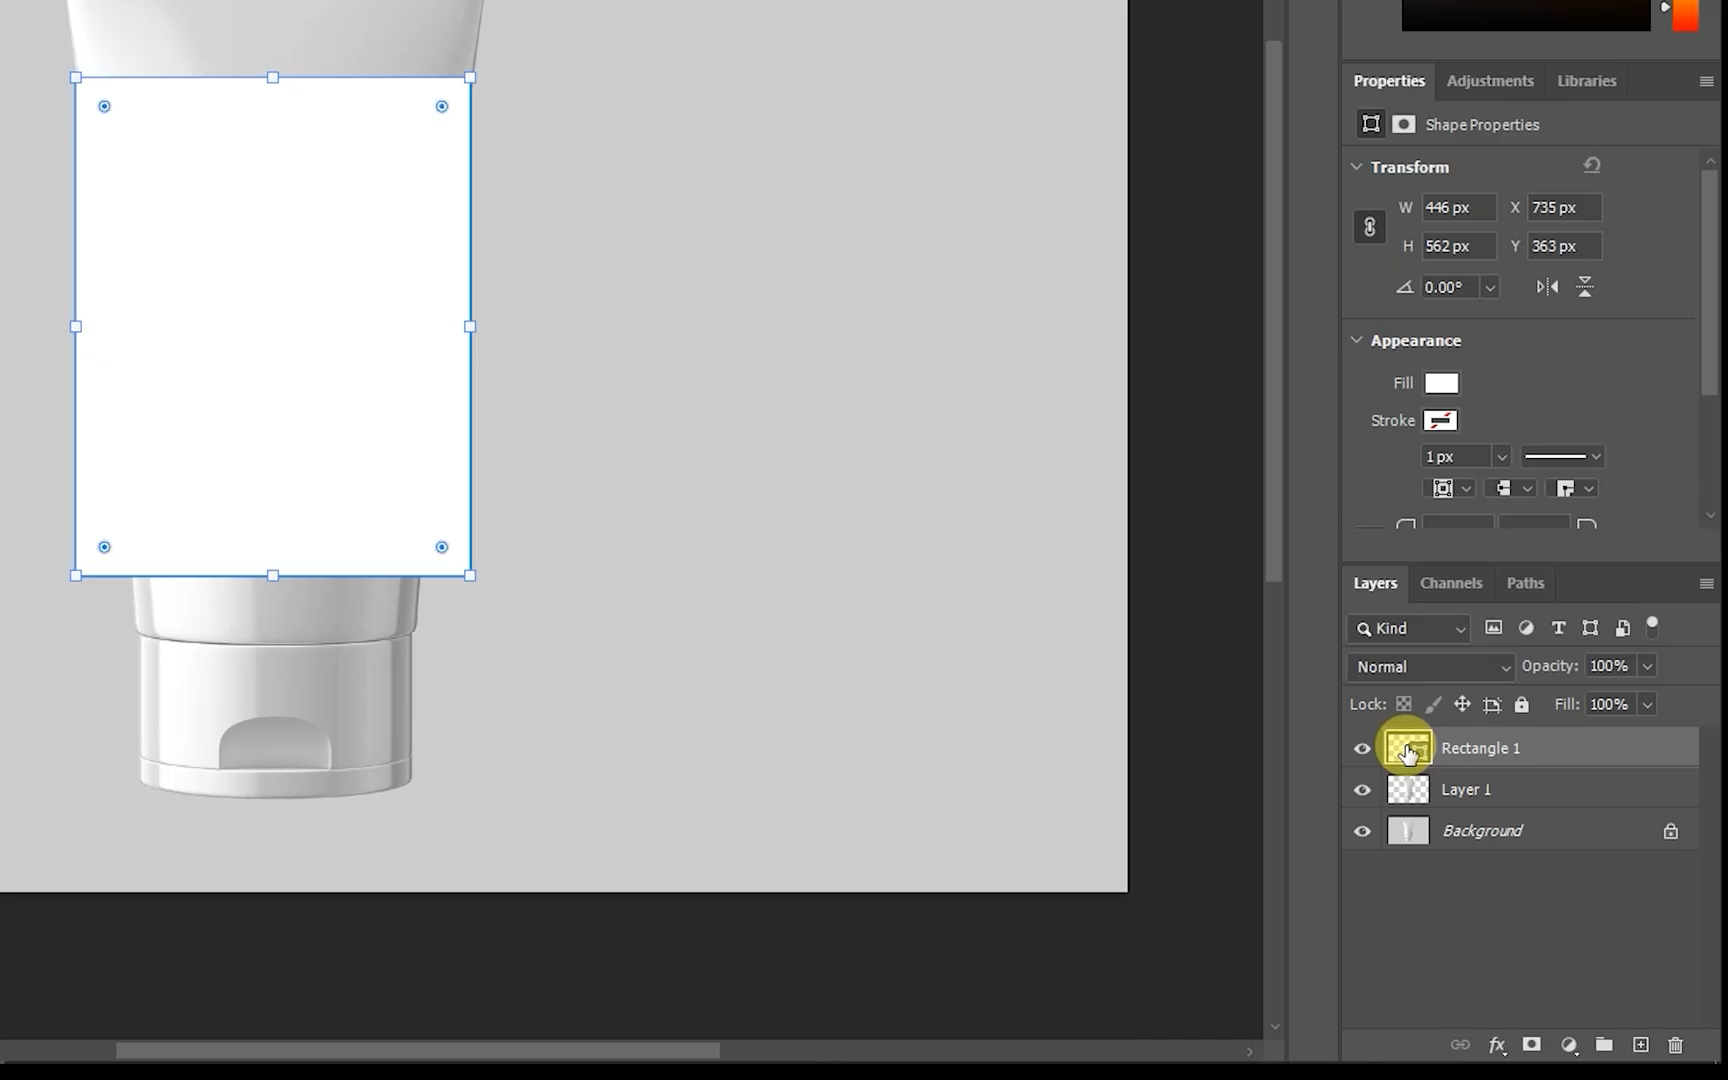 Properties Adjustments Libraries
Shape Properties
Transform
W 446 px X 735 px
H 562 px Y 363 px
0.00°
Appearance
Fill
Stroke
1 px
Layers Channels Paths
Kind
Normal Opacity: 100%
Lock: Fill: 100%
Rectangle 1
Layer 1
Background
fx